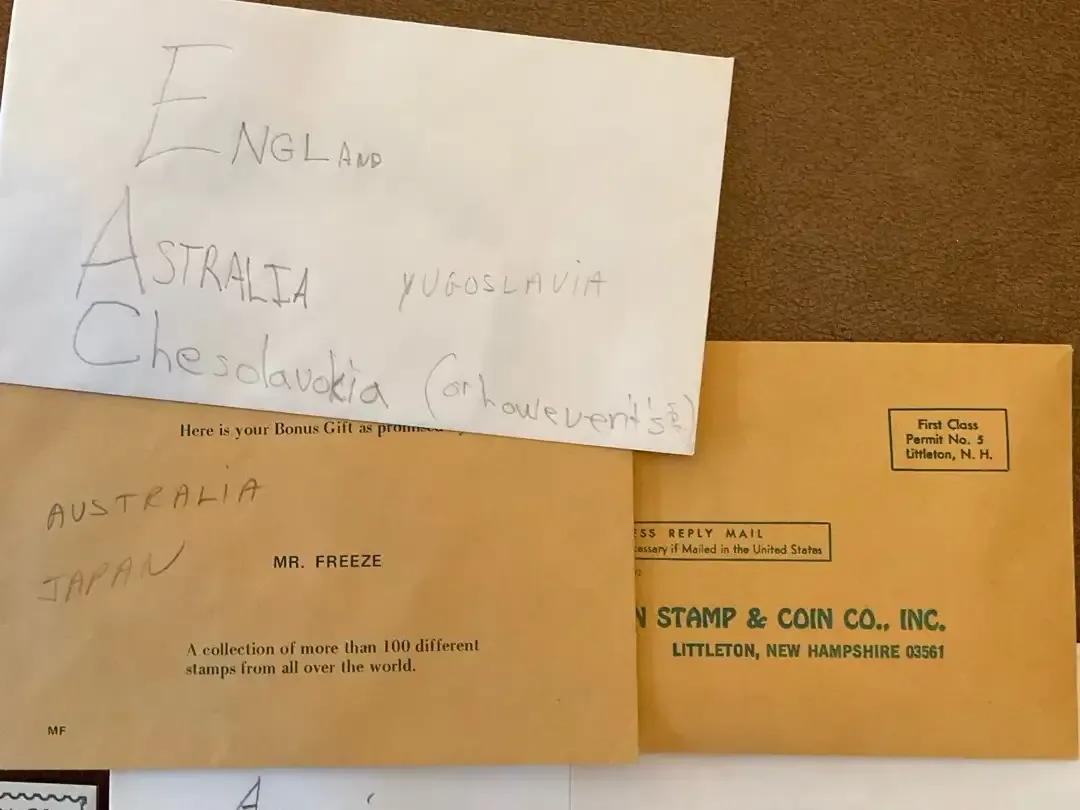 ENGLAND
ASTRALIA YUGOSLAVIA
Chesolavokia (or however it's
Here is your Bonus Gift as promised
AUSTRALIA
JAPAN
MR. FREEZE
A collection of more than 100 different
stamps from all over the world.
MF
First Class
Permit No. 5
Littleton, N. H.
SS REPLY MAIL
essary if Mailed in the United States
N STAMP & COIN CO., INC.
LITTLETON, NEW HAMPSHIRE 03561
A